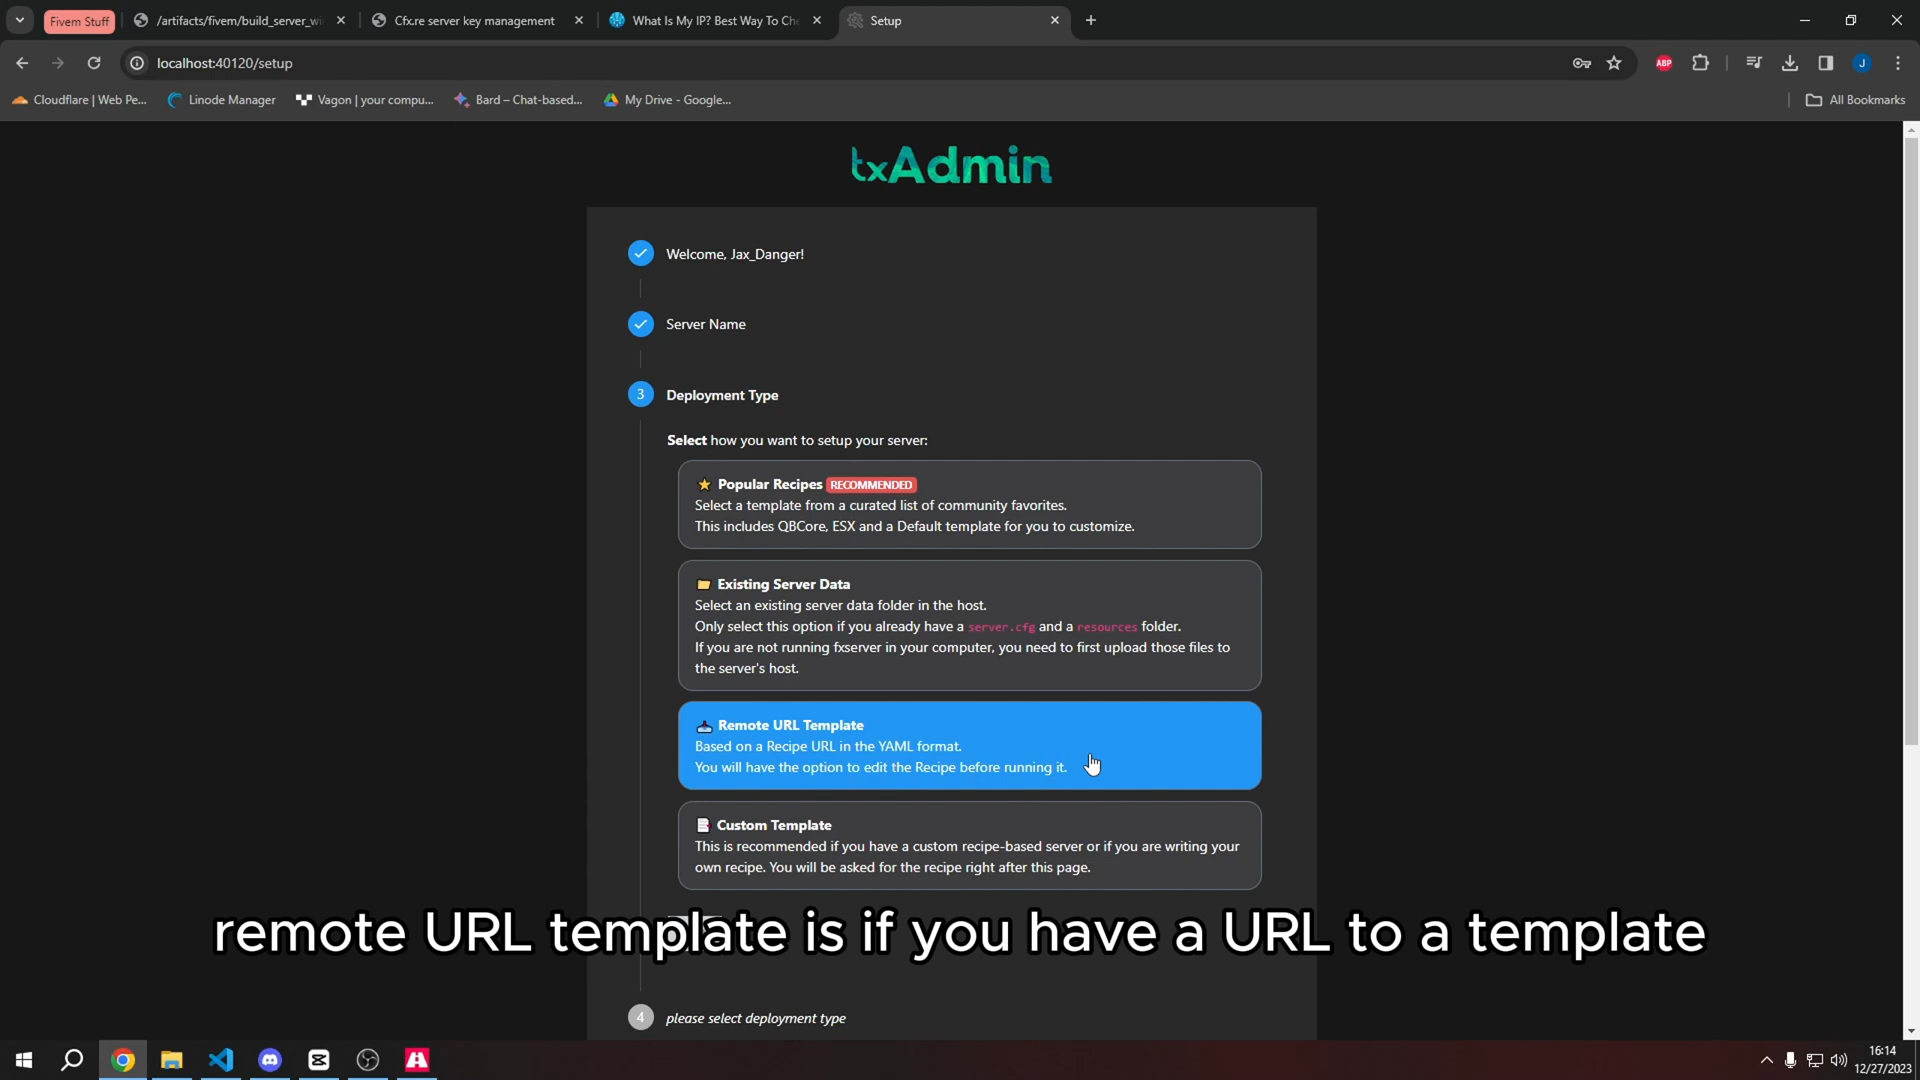 Fivem Stuff
/artifacts/fivem/build_server_wi
Cfx.re server key management
What Is My IP? Best Way To Che
Setup
localhost:40120/setup
ABP
J
Cloudflare | Web Pe...
Linode Manager
Vagon | your compu...
Bard – Chat-based...
My Drive - Google...
All Bookmarks
txAdmin
Welcome, Jax_Danger!
Server Name
3 Deployment Type
Select how you want to setup your server:
Popular Recipes RECOMMENDED
Select a template from a curated list of community favorites.
This includes QBCore, ESX and a Default template for you to customize.
Existing Server Data
Select an existing server data folder in the host.
Only select this option if you already have a server.cfg and a resources folder.
If you are not running fxserver in your computer, you need to first upload those files to
the server's host.
Remote URL Template
Based on a Recipe URL in the YAML format.
You will have the option to edit the Recipe before running it.
Custom Template
This is recommended if you have a custom recipe-based server or if you are writing your
own recipe. You will be asked for the recipe right after this page.
remote URL template is if you have a URL to a template
4 please select deployment type
16:14
12/27/2023